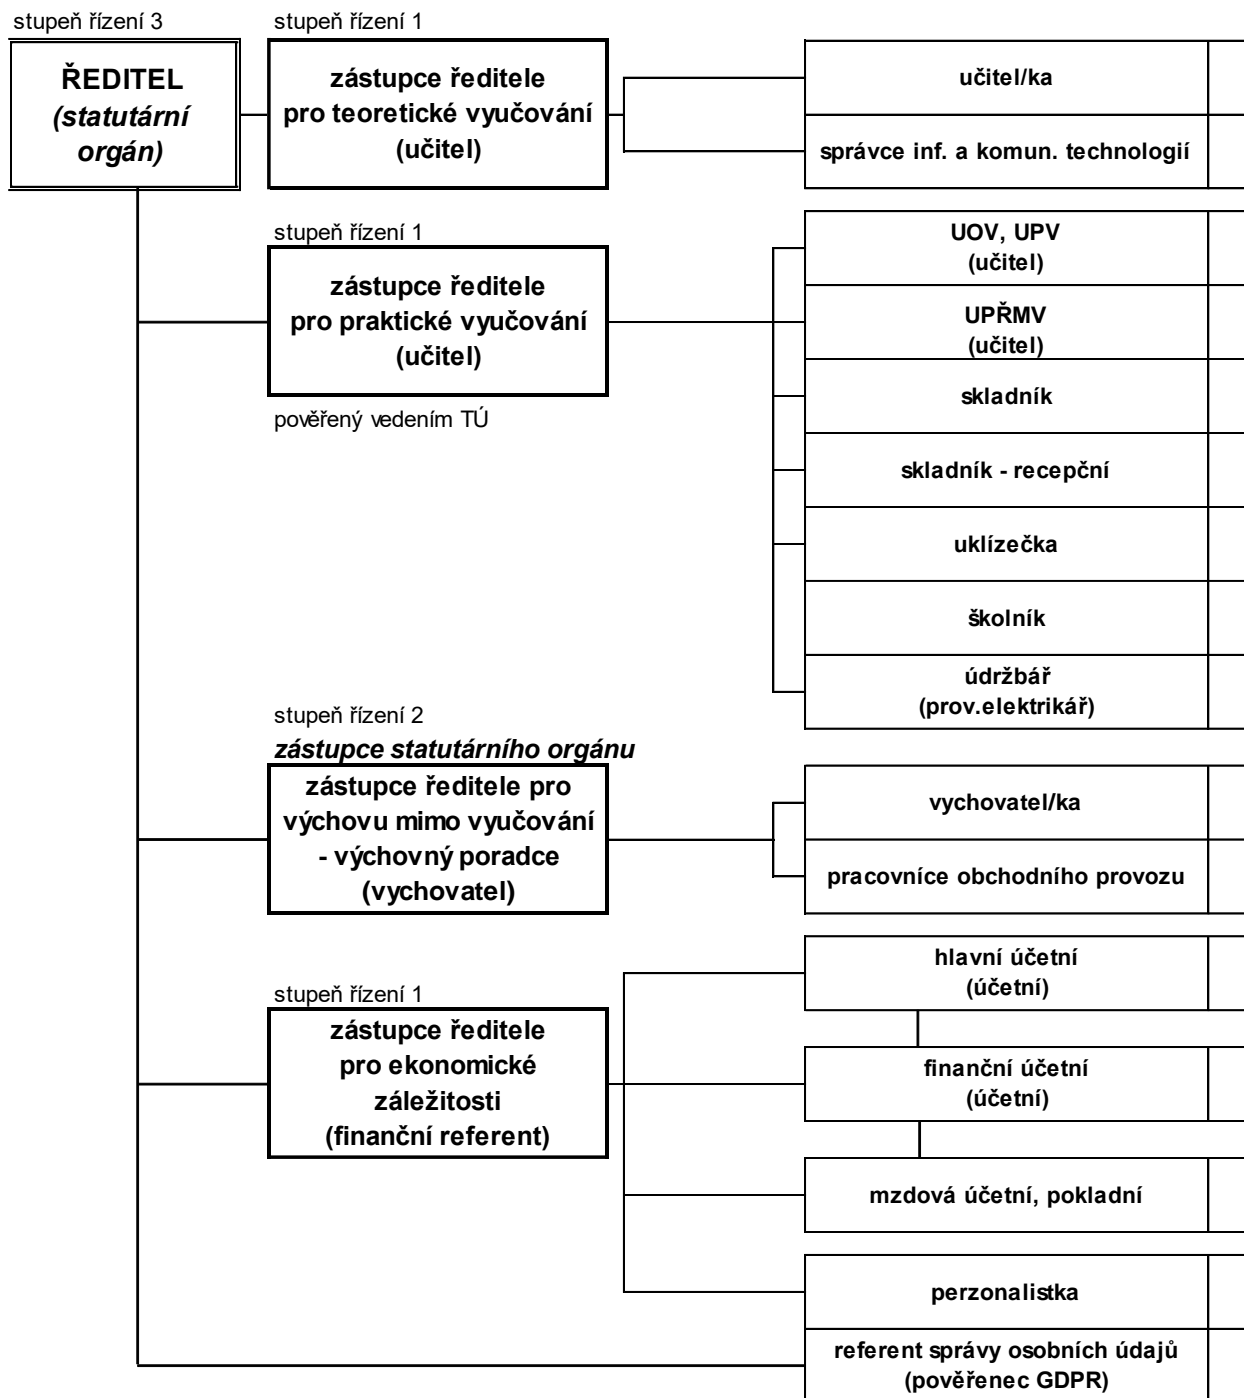 stupeň řízení 3
ŘEDITEL
(statutární
orgán)
stupeň řízení 1
zástupce ředitele
pro teoretické vyučování
(učitel)
učitel/ka
správce inf. a komun. technologií
stupeň řízení 1
zástupce ředitele
pro praktické vyučování
(učitel)
pověřený vedením TÚ
UOV, UPV
(učitel)
UPŘMV
(učitel)
skladník
skladník - recepční
uklízečka
školník
údržbář
(prov.elektrikář)
stupeň řízení 2
zástupce statutárního orgánu
zástupce ředitele pro
výchovu mimo vyučování
- výchovný poradce
(vychovatel)
vychovatel/ka
pracovníce obchodního provozu
stupeň řízení 1
zástupce ředitele
pro ekonomické
záležitosti
(finanční referent)
hlavní účetní
(účetní)
finanční účetní
(účetní)
mzdová účetní, pokladní
perzonalistka
referent správy osobních údajů
(pověřenec GDPR)